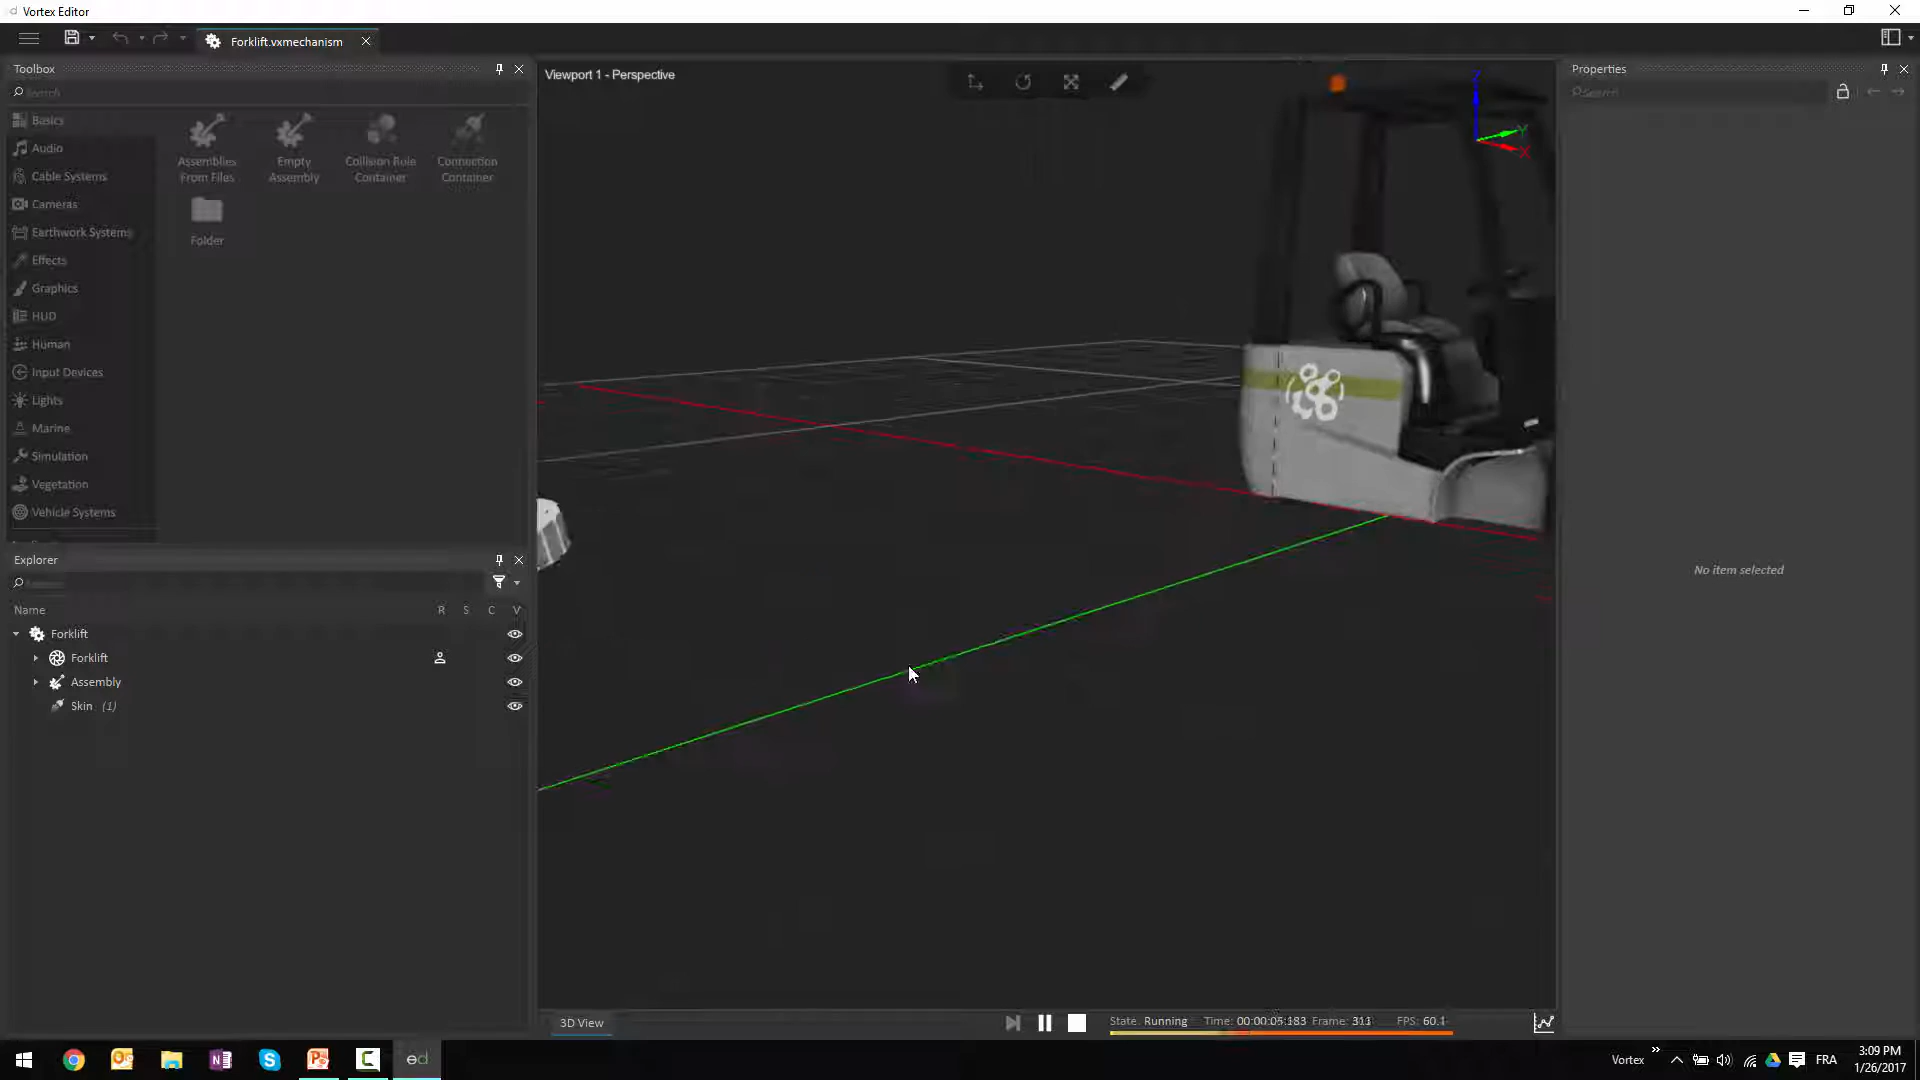 Vortex Editor
Forklift.vxmechanism
Toolbox
Search
Basics
Audio
Cable Systems
Cameras
Earthwork Systems
Effects
Graphics
HUD
Human
Input Devices
Lights
Marine
Simulation
Vegetation
Vehicle Systems
Assemblies From Files
Empty Assembly
Collision Rule Container
Connection Container
Folder
Explorer
Search
Name R S C V
Forklift
Forklift
Assembly
Skin (1)
Viewport 1 - Perspective
Z
Y
X
3D View
State: Running Time: 00:00:05:183 Frame: 311 FPS: 60.1
Properties
Search
No item selected
Vortex
FRA
3:09 PM
1/26/2017